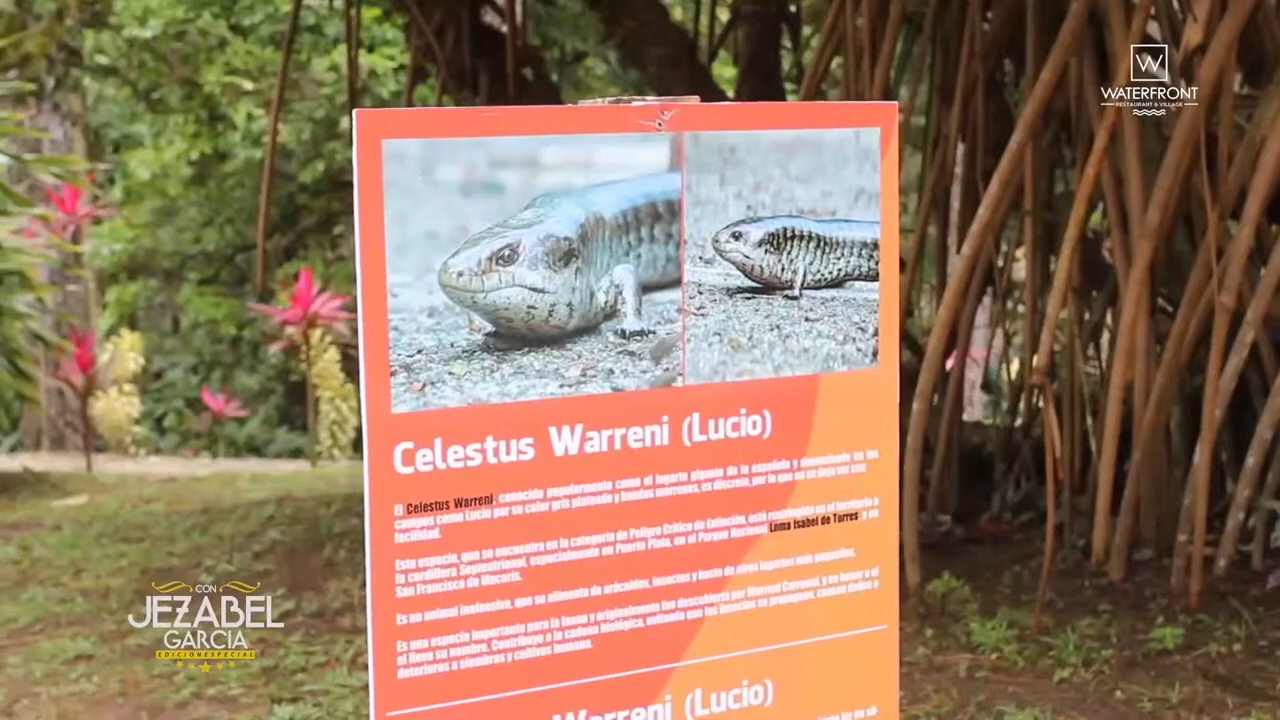 W
WATERFRONT
RESTAURANT & VILLAGE
Celestus Warreni (Lucio)
El Celestus Warreni, conocido popularmente como el lagarto gigante de la española y denominado en los
campos como Lucio por su color gris plateado y bandas marrones, es discreto, por lo que no se deja ver con
facilidad.
Esta especie, que se encuentra en la categoría de Peligro Crítico de Extinción, está restringida en el territorio a
la cordillera Septentrional, especialmente en Puerto Plata, en el Parque Nacional Loma Isabel de Torres, y en
San Francisco de Macorís.
Es un animal inofensivo, que se alimenta de arácnidos, insectos y hasta de otros lagartos más pequeños.
Es una especie importante para la fauna y originalmente fue descubierta por Warren, y en honor a el
el lleva su nombre. Contribuye a la cadena biológica, evitando que los insectos se propaguen, causen daños o
deterioros a siembras y cultivos humana.
Warreni (Lucio)
CON
JEZABEL
GARCIA
EDICION ESPECIAL